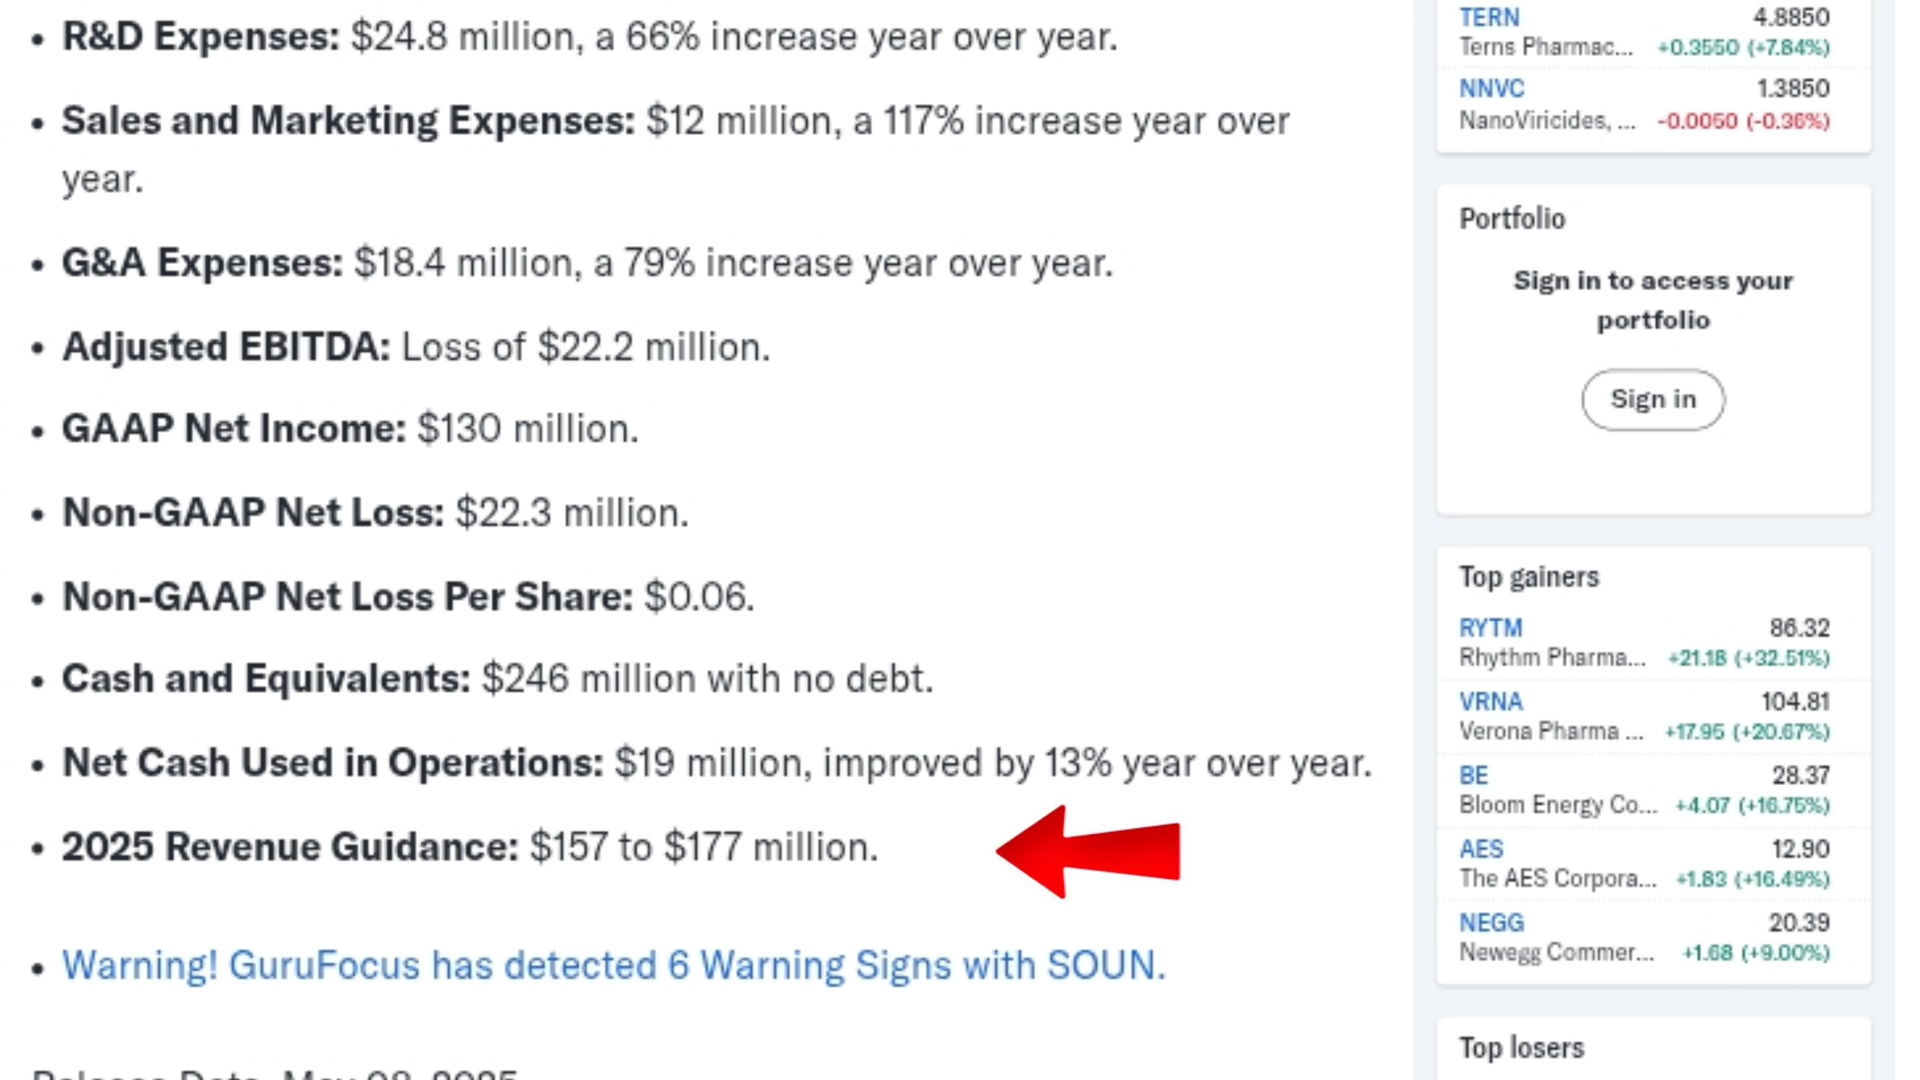 • R&D Expenses: $24.8 million, a 66% increase year over year.
• Sales and Marketing Expenses: $12 million, a 117% increase year over
year.
• G&A Expenses: $18.4 million, a 79% increase year over year.
• Adjusted EBITDA: Loss of $22.2 million.
• GAAP Net Income: $130 million.
• Non-GAAP Net Loss: $22.3 million.
• Non-GAAP Net Loss Per Share: $0.06.
• Cash and Equivalents: $246 million with no debt.
• Net Cash Used in Operations: $19 million, improved by 13% year over year.
• 2025 Revenue Guidance: $157 to $177 million.
• Warning! GuruFocus has detected 6 Warning Signs with SOUN.
Release Date: May 08, 2025
TERN 4.8850
Terns Pharmac... +0.3550 (+7.84%)
NNVC 1.3850
NanoViricides, ... -0.0050 (-0.36%)
Portfolio
Sign in to access your
portfolio
Sign in
Top gainers
RYTM 86.32
Rhythm Pharma... +21.18 (+32.51%)
VRNA 104.81
Verona Pharma ... +17.95 (+20.67%)
BE 28.37
Bloom Energy Co... +4.07 (+16.75%)
AES 12.90
The AES Corpora... +1.83 (+16.49%)
NEGG 20.39
Newegg Commer... +1.68 (+9.00%)
Top losers